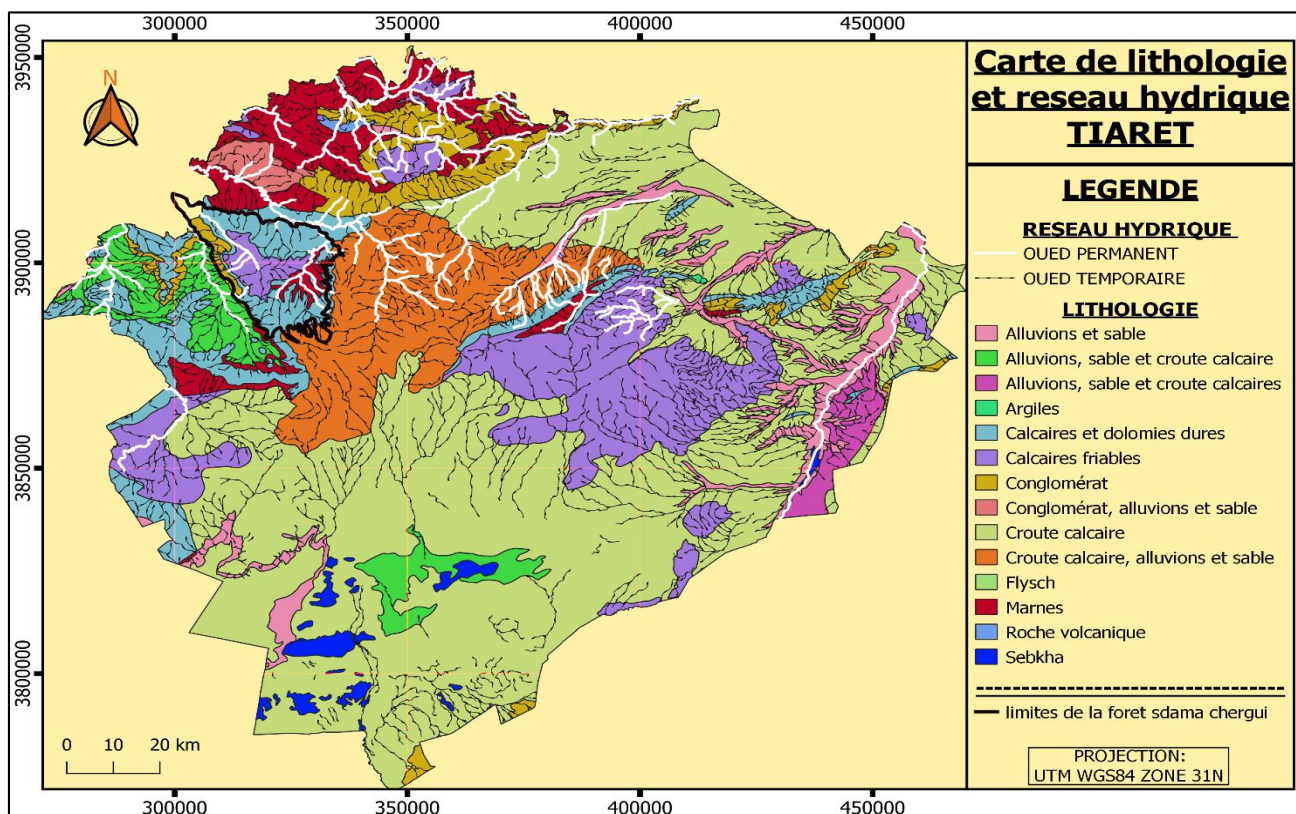 300000 350000 400000 450000
3950000
3900000
3850000
3800000
N
0 10 20 km
300000 350000 400000 450000
Carte de lithologie
et reseau hydrique
TIARET
LEGENDE
RESEAU HYDRIQUE
OUED PERMANENT
OUED TEMPORAIRE
LITHOLOGIE
Alluvions et sable
Alluvions, sable et croute calcaire
Alluvions, sable et croute calcaires
Argiles
Calcaires et dolomies dures
Calcaires friables
Conglomérat
Conglomérat, alluvions et sable
Croute calcaire
Croute calcaire, alluvions et sable
Flysch
Marnes
Roche volcanique
Sebkha
limites de la foret sdama chergui
PROJECTION:
UTM WGS84 ZONE 31N